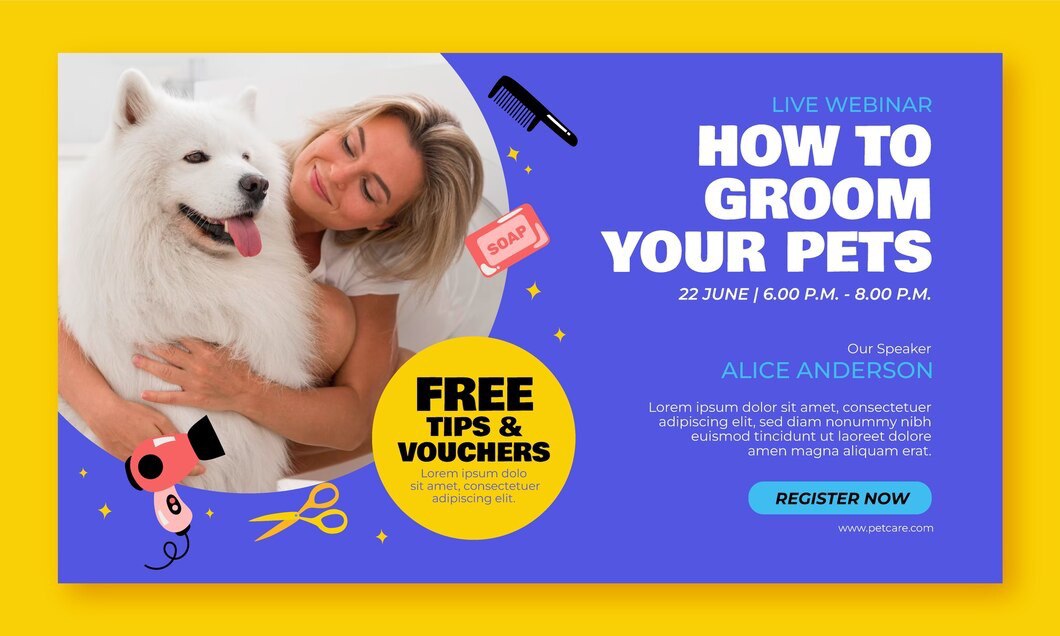 LIVE WEBINAR
HOW TO
GROOM
YOUR PETS
22 JUNE | 6.00 P.M. - 8.00 P.M.
SOAP
Our Speaker
ALICE ANDERSON
Lorem ipsum dolor sit amet, consectetuer
adipiscing elit, sed diam nonummy nibh
euismod tincidunt ut laoreet dolore
amen magna aliquam erat.
REGISTER NOW
www.petcare.com
FREE
TIPS &
VOUCHERS
Lorem ipsum dolo
sit amet, consectetuer
adipiscing elit.